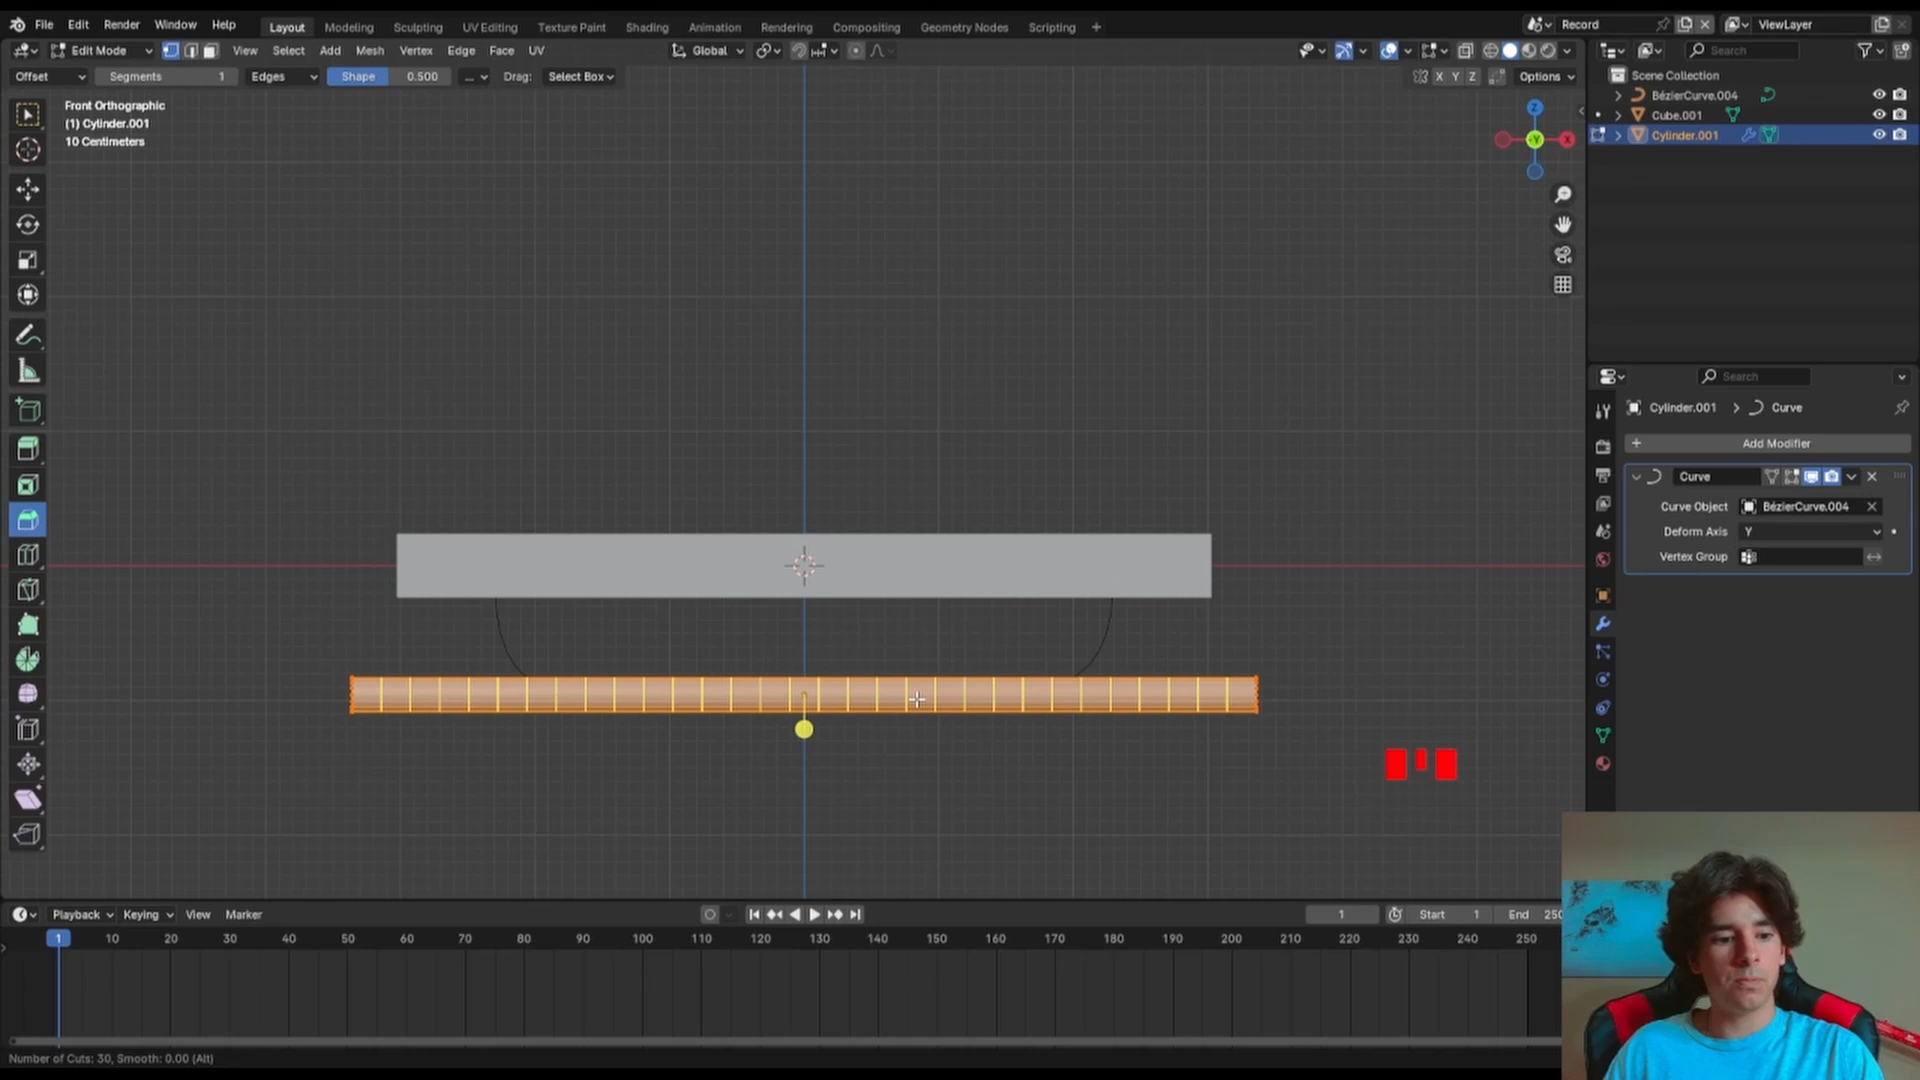 File Edit Render Window Help Layout Modeling Sculpting UV Editing Texture Paint Shading Animation Rendering Compositing Geometry Nodes Scripting + Record ViewLayer
Edit Mode View Select Add Mesh Vertex Edge Face UV Global Search
Offset Segments 1 Edges Shape 0.500 ... Drag: Select Box X Y Z Options
Scene Collection
BézierCurve.004
Cube.001
Cylinder.001
Front Orthographic
(1) Cylinder.001
10 Centimeters
Z
-Y
X
Search
Cylinder.001 > Curve
+ Add Modifier
Curve
Curve Object BézierCurve.004
Deform Axis Y
Vertex Group
Playback Keying View Marker 1 Start 1 End 250
1 10 20 30 40 50 60 70 80 90 100 110 120 130 140 150 160 170 180 190 200 210 220 230 240 250
Number of Cuts: 30, Smooth: 0.00 (Alt)